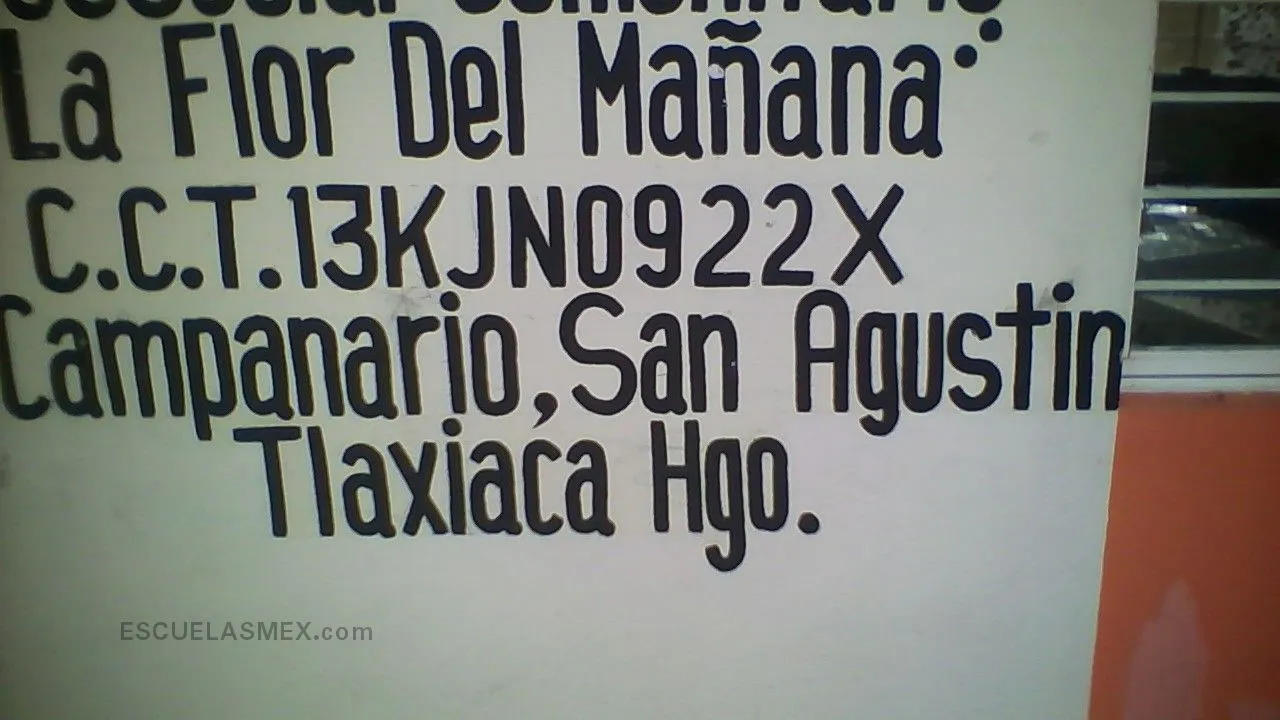 La Flor Del Mañana"
C.C.T.13KJN0922X
Campanario, San Agustin
Tlaxiaca Hgo.
ESCUELASMEX.com